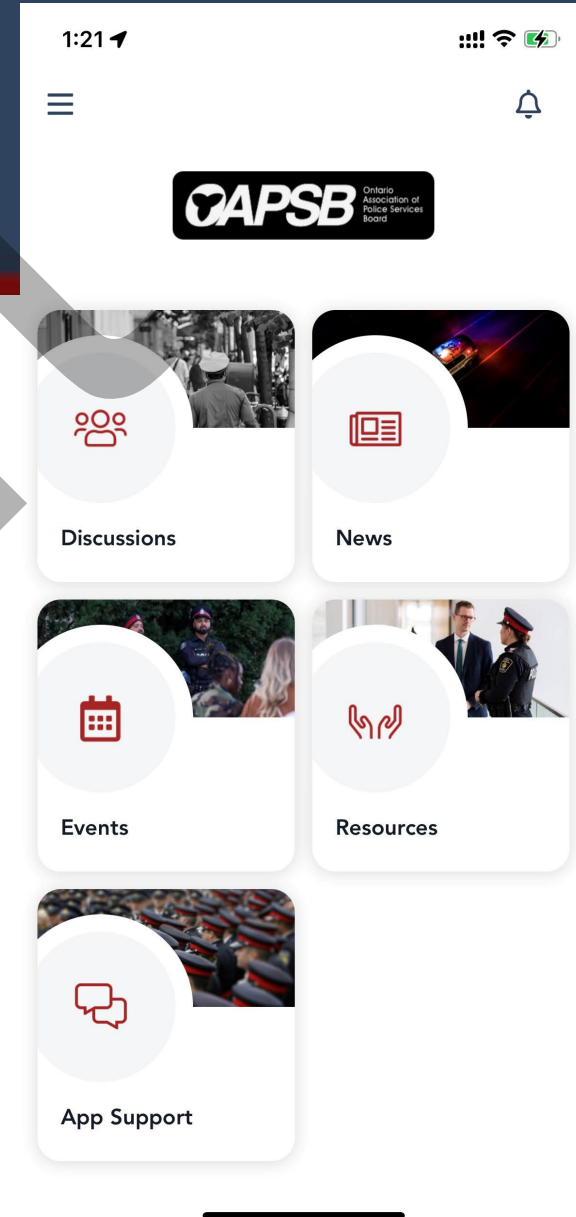 1:21
OAPSB
Ontario
Association of
Police Services
Board
Discussions
News
Events
Resources
App Support